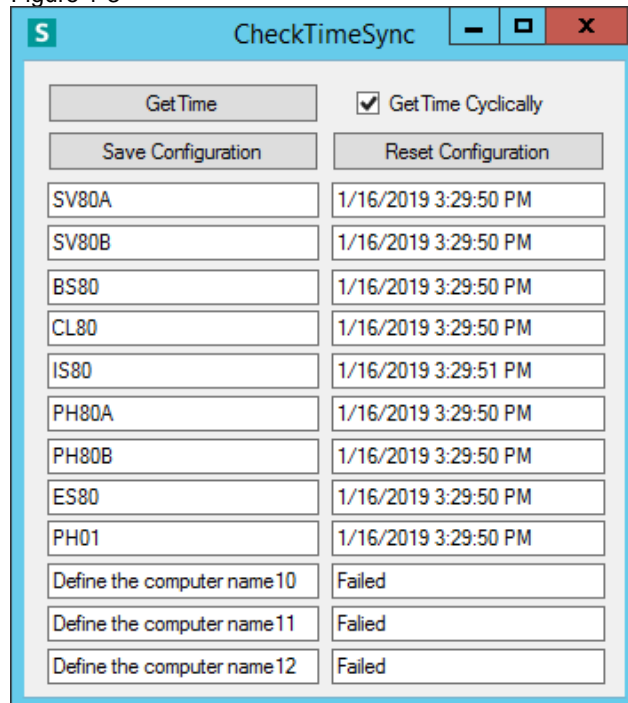 Figure
S CheckTimeSync
GetTime GetTime Cyclically
Save Configuration Reset Configuration
SV80A 1/16/2019 3:29:50 PM
SV80B 1/16/2019 3:29:50 PM
BS80 1/16/2019 3:29:50 PM
CL80 1/16/2019 3:29:50 PM
IS80 1/16/2019 3:29:51 PM
PH80A 1/16/2019 3:29:50 PM
PH80B 1/16/2019 3:29:50 PM
ES80 1/16/2019 3:29:50 PM
PH01 1/16/2019 3:29:50 PM
Define the computer name10 Failed
Define the computer name11 Falied
Define the computer name12 Failed